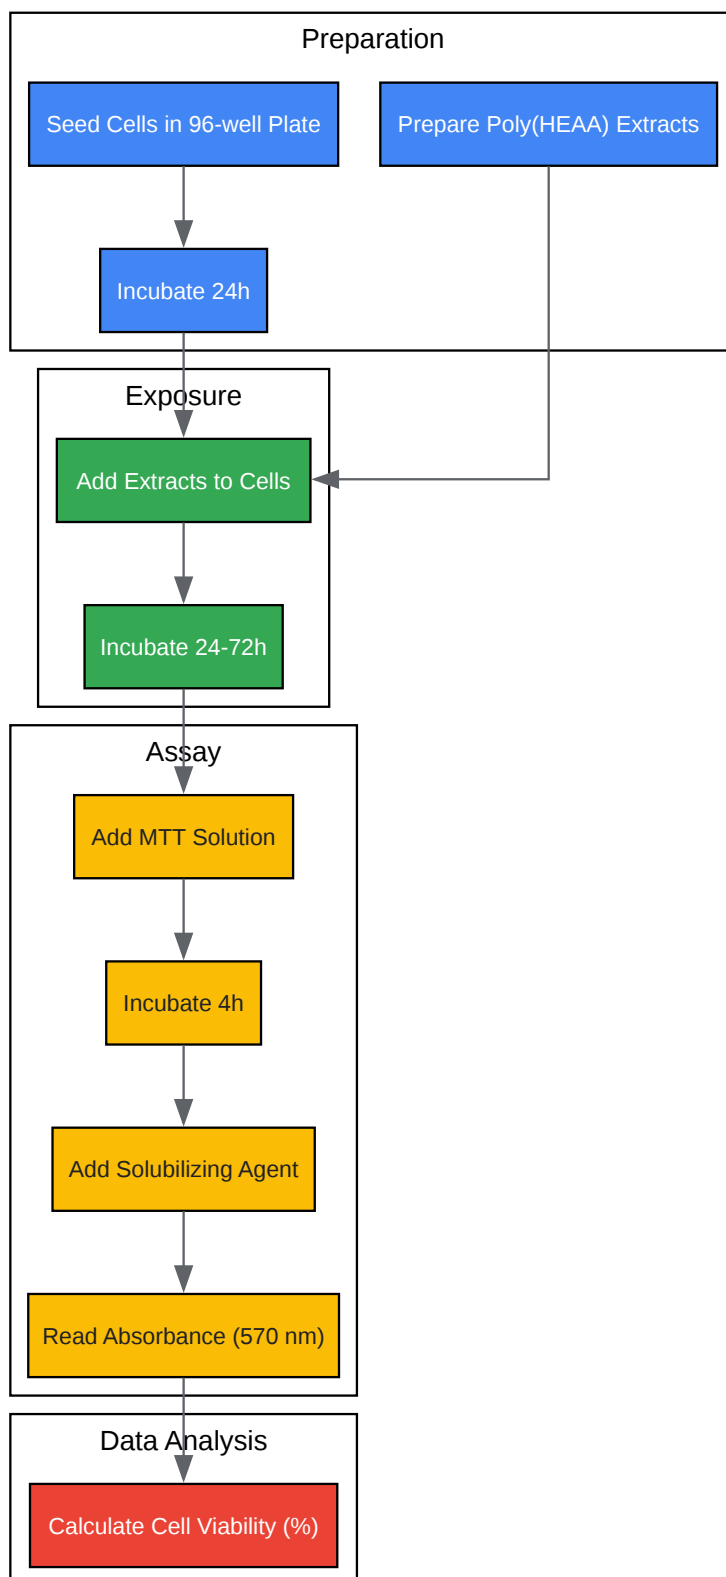 Preparation
Seed Cells in 96-well Plate
Prepare Poly(HEAA) Extracts
Incubate 24h
Exposure
Add Extracts to Cells
Incubate 24-72h
Assay
Add MTT Solution
Incubate 4h
Add Solubilizing Agent
Read Absorbance (570 nm)
Data Analysis
Calculate Cell Viability (%)